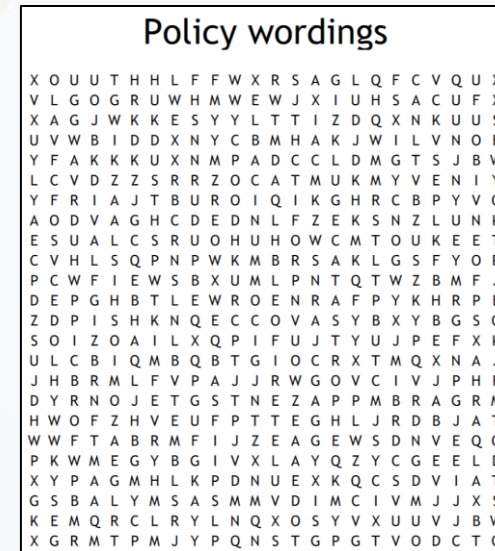 Policy wordings
X O U U T H H L F F W X R S A G L Q F C V Q U
V L G O G R U W H M W E W J X I U H S A C U F
X A G J W K K E S Y Y L T T I Z D Q X N K U U
U V W B I D D X N Y C B M H A K J W I L V N O
Y F A K K K U X N M P A D C C L D M G T S J B
L C V D Z Z S R R Z O C A T M U K M Y V E N I
Y F R I A J T B U R O I Q I K G H R C B P Y V
A O D V A G H C D E D N L F Z E K S N Z L U N
E S U A L C S R U O H U H O W C M T O U K E E
C V H L S Q P N P W K M B R S A K L G S F Y O
P C W F I E W S B X U M L P N T Q T W Z B M F
D E P G H B T L E W R O E N R A F P Y K H R P
Z D P I S H K N Q E C C O V A S Y B X Y B G S
S O I Z O A I L X Q P I F U J T Y U J P E F X
U L C B I Q M B Q B T G I O C R X T M Q X N A
J H B R M L F V P A J J R W G O V C I V J P H
D Y R N O J E T G S T N E Z A P P M B R A G R
H W O F Z H V E U F P T T E G H L J R D B J A
W W F T A B R M F I J Z E A G E W S D N V E Q
P K W M E G Y B G I V X L A Y Q Z Y C G E E L
X Y P A G M H L K P D N U E X K Q C S D V I A
G S B A L Y M S A S M M V D I M C I V M J J X
K E M Q R C L R Y L N Q X O S Y V X U U V J B
X G R M T P M J Y P Q N S T G P G T V O D C T